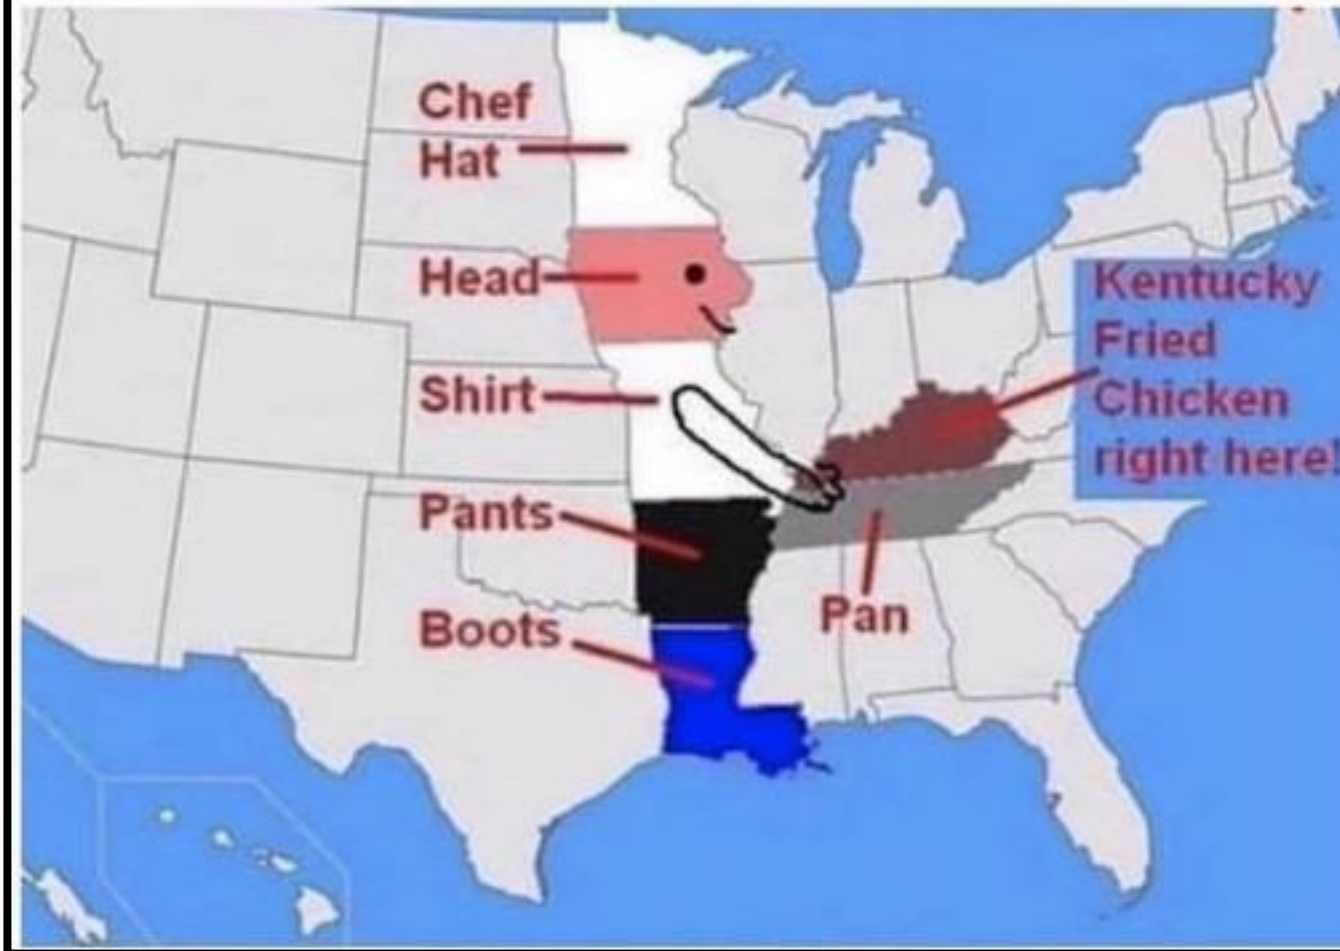 Chef
Hat
Head
Shirt
Pants
Boots
Pan
Kentucky
Fried
Chicken
right here!